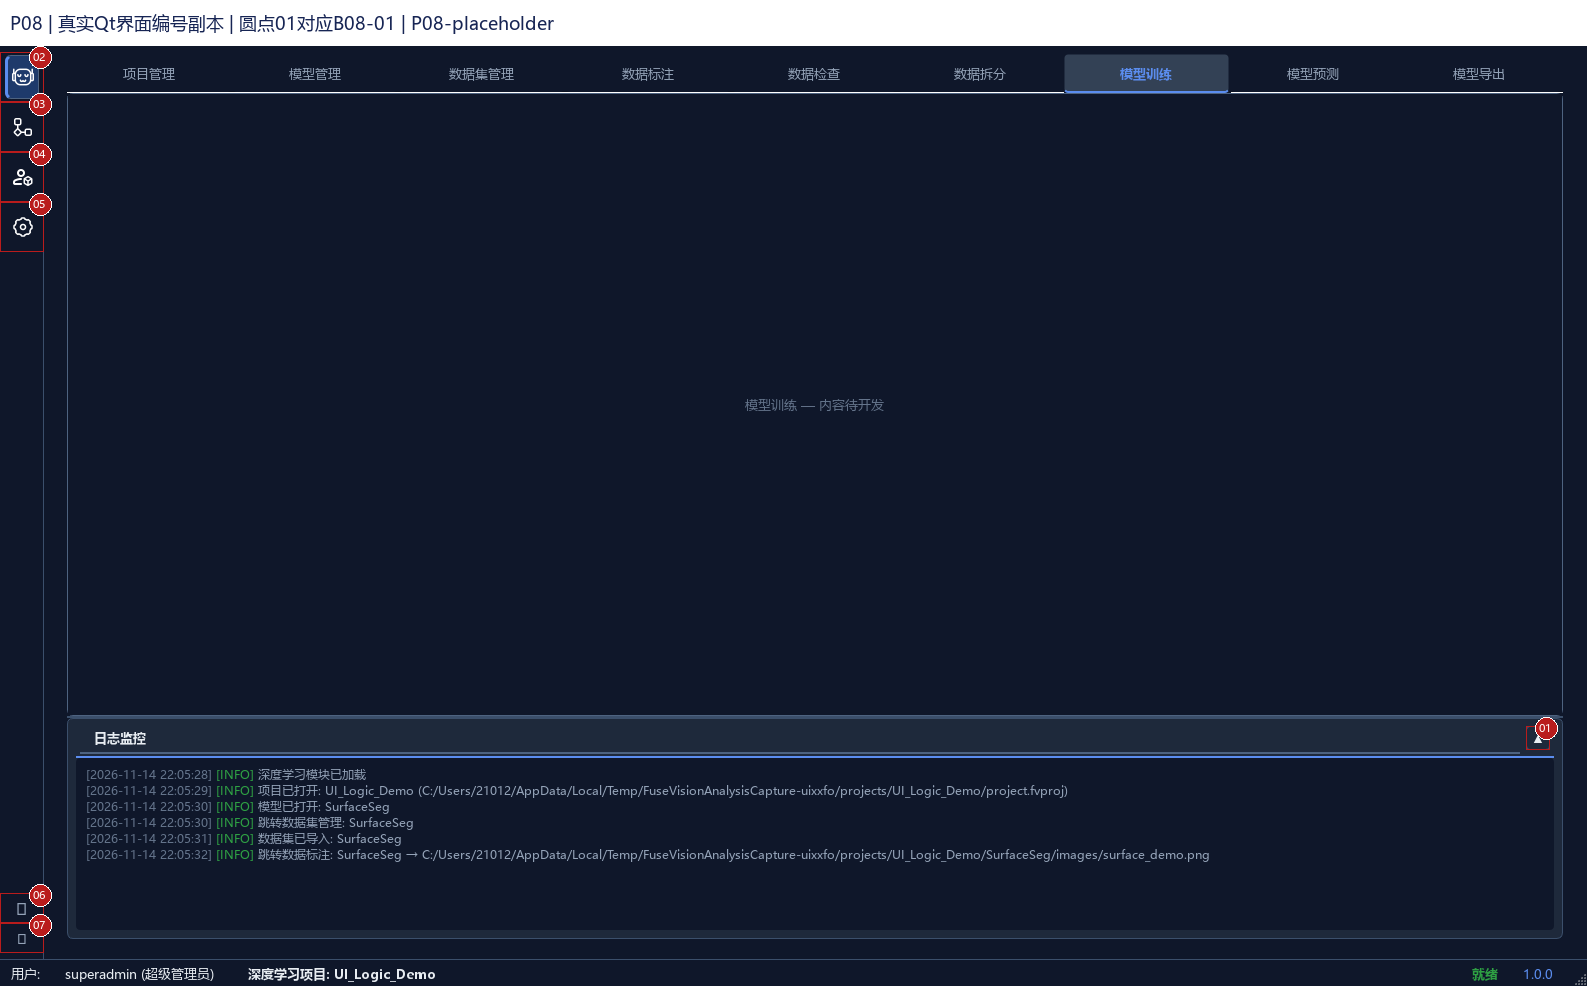 P08 | 真实Qt界面编号副本 | 圆点01对应B08-01 | P08-placeholder
02
项目管理 模型管理 数据集管理 数据标注 数据检查 数据拆分 模型训练 模型预测 模型导出
03
04
05
模型训练 — 内容待开发
日志监控
01
[2026-11-14 22:05:28] [INFO] 深度学习模块已加载
[2026-11-14 22:05:29] [INFO] 项目已打开: UI_Logic_Demo (C:/Users/21012/AppData/Local/Temp/FuseVisionAnalysisCapture-uixxfo/projects/UI_Logic_Demo/project.fvproj)
[2026-11-14 22:05:30] [INFO] 模型已打开: SurfaceSeg
[2026-11-14 22:05:30] [INFO] 跳转数据集管理: SurfaceSeg
[2026-11-14 22:05:31] [INFO] 数据集已导入: SurfaceSeg
[2026-11-14 22:05:32] [INFO] 跳转数据标注: SurfaceSeg → C:/Users/21012/AppData/Local/Temp/FuseVisionAnalysisCapture-uixxfo/projects/UI_Logic_Demo/SurfaceSeg/images/surface_demo.png
06
07
用户: superadmin (超级管理员) 深度学习项目: UI_Logic_Demo 就绪 1.0.0